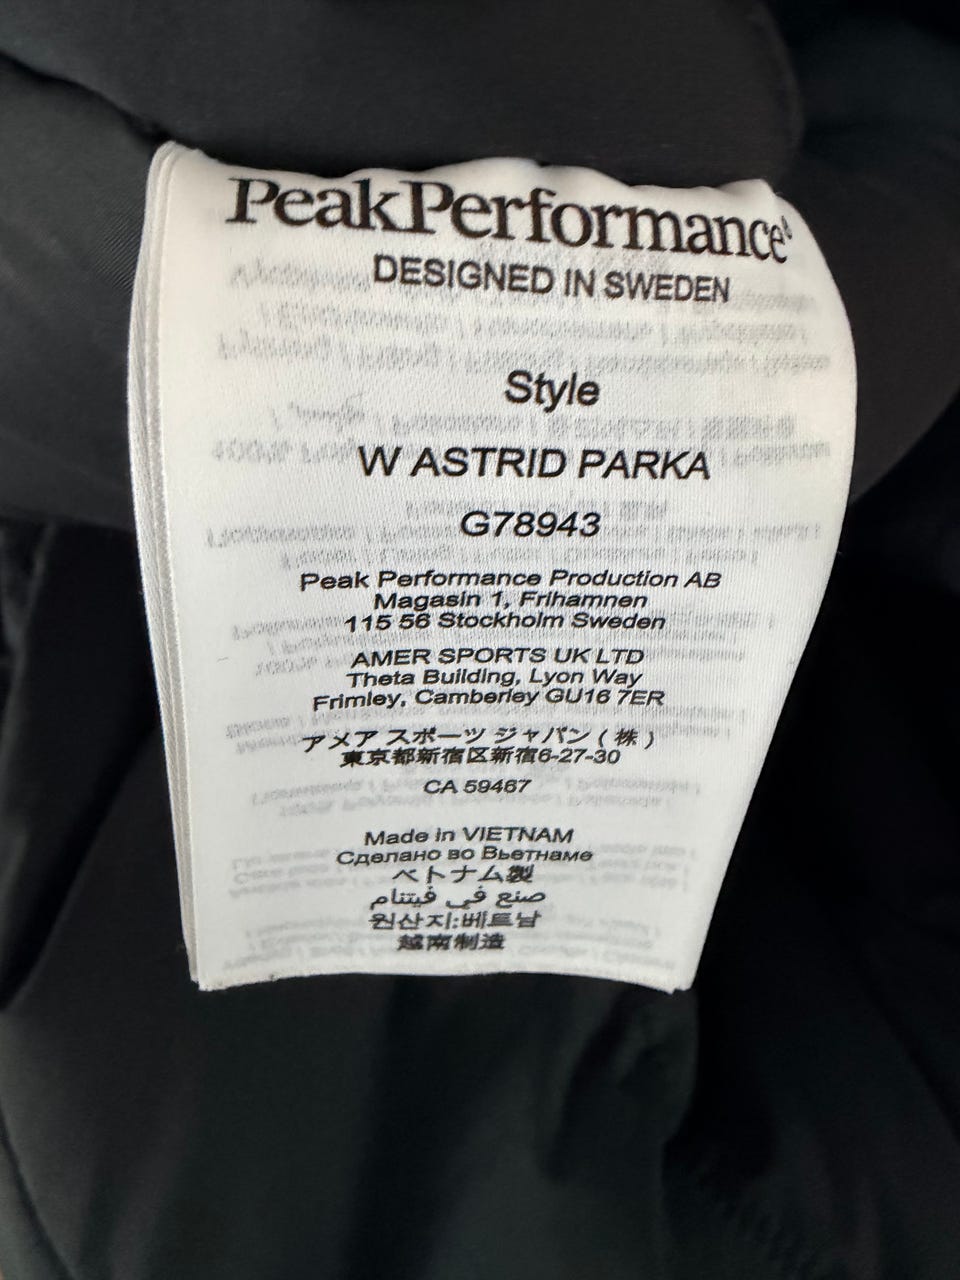 PeakPerformance®
DESIGNED IN SWEDEN
Style
W ASTRID PARKA
G78943
Peak Performance Production AB
Magasin 1, Frihamnen
115 56 Stockholm Sweden
AMER SPORTS UK LTD
Theta Building, Lyon Way
Frimley, Camberley GU16 7ER
アメア スポーツ ジャパン ( 株 )
東京都新宿区新宿6-27-30
CA 59467
Made in VIETNAM
Сделано во Вьетнаме
ベトナム製
صنع في فيتنام
원산지:베트남
越南制造